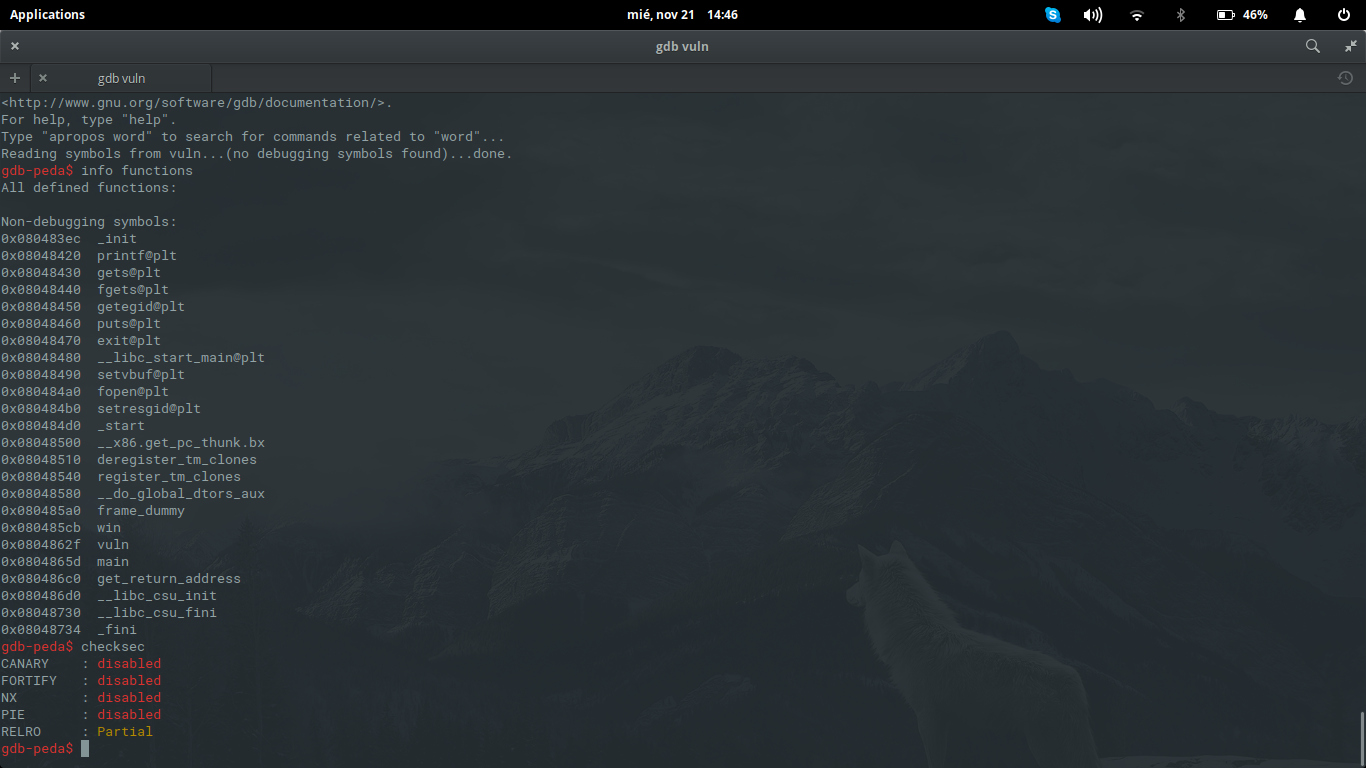 Applications
mié, nov 21 14:46
46%
gdb vuln
gdb vuln
<http://www.gnu.org/software/gdb/documentation/>.
For help, type "help".
Type "apropos word" to search for commands related to "word"...
Reading symbols from vuln...(no debugging symbols found)...done.
gdb-peda$ info functions
All defined functions:

Non-debugging symbols:
0x080483ec  _init
0x08048420  printf@plt
0x08048430  gets@plt
0x08048440  fgets@plt
0x08048450  getegid@plt
0x08048460  puts@plt
0x08048470  exit@plt
0x08048480  __libc_start_main@plt
0x08048490  setvbuf@plt
0x080484a0  fopen@plt
0x080484b0  setresgid@plt
0x080484d0  _start
0x08048500  __x86.get_pc_thunk.bx
0x08048510  deregister_tm_clones
0x08048540  register_tm_clones
0x08048580  __do_global_dtors_aux
0x080485a0  frame_dummy
0x080485cb  win
0x0804862f  vuln
0x0804865d  main
0x080486c0  get_return_address
0x080486d0  __libc_csu_init
0x08048730  __libc_csu_fini
0x08048734  _fini
gdb-peda$ checksec
CANARY    : disabled
FORTIFY   : disabled
NX        : disabled
PIE       : disabled
RELRO     : Partial
gdb-peda$